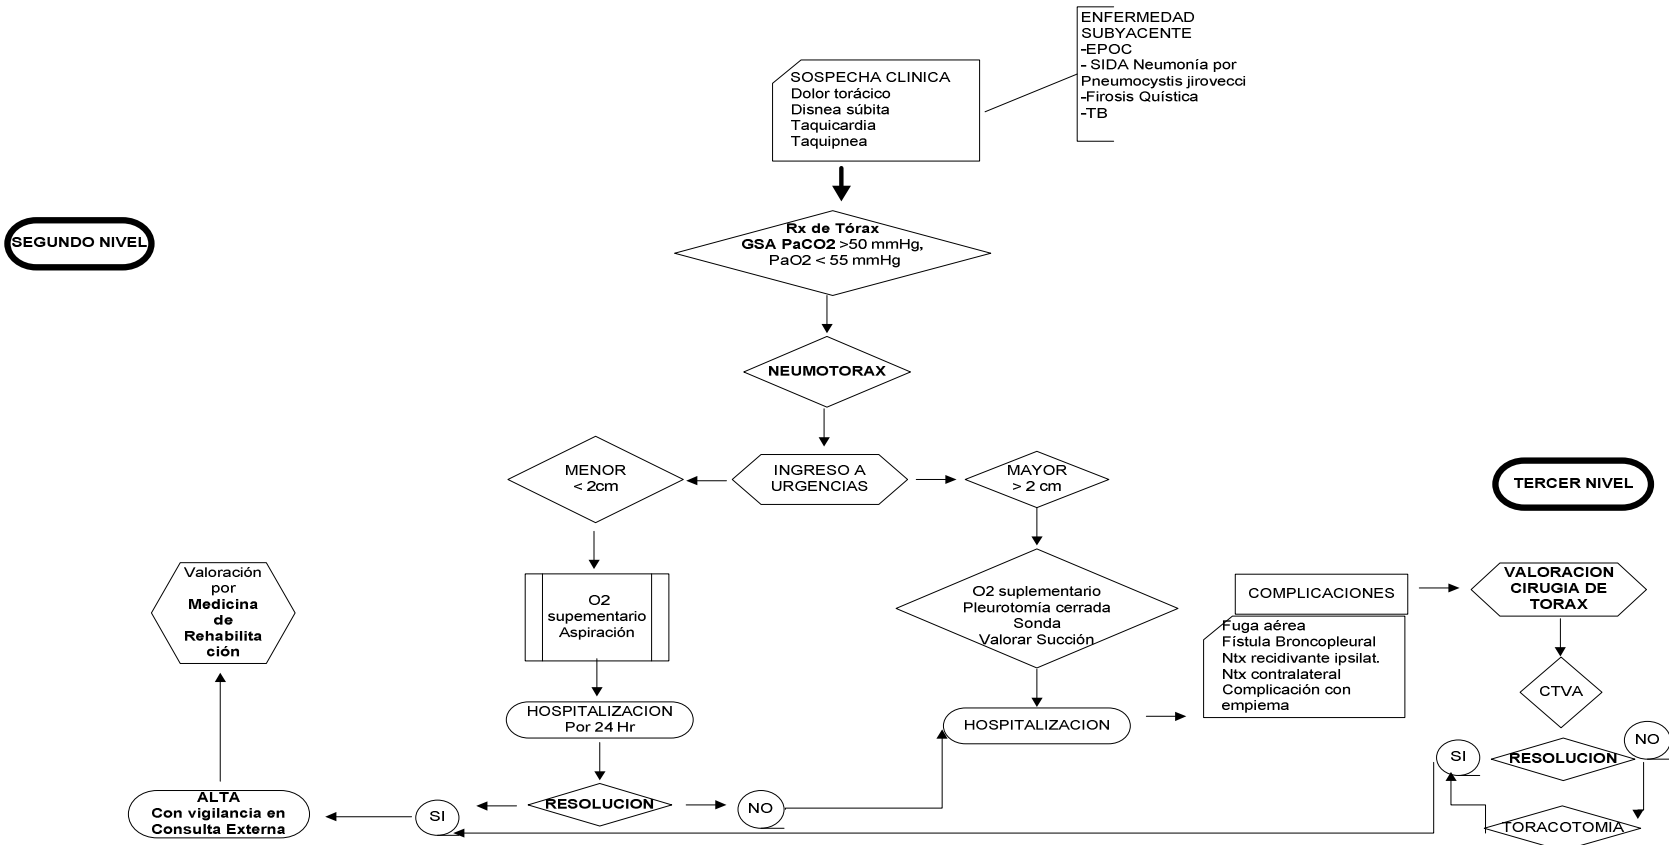 ENFERMEDAD
SUBYACENTE
-EPOC
- SIDA Neumonía por
Pneumocystis jirovecci
-Firosis Quística
-TB
SOSPECHA CLINICA
Dolor torácico
Disnea súbita
Taquicardia
Taquipnea
SEGUNDO NIVEL
Rx de Tórax
GSA PaCO2 >50 mmHg,
PaO2 < 55 mmHg
NEUMOTORAX
MENOR
< 2cm
INGRESO A
URGENCIAS
MAYOR
> 2 cm
TERCER NIVEL
Valoración
por
Medicina
de
Rehabilita
ción
O2
supementario
Aspiración
O2 suplementario
Pleurotomía cerrada
Sonda
Valorar Succión
COMPLICACIONES
Fuga aérea
Fístula Broncopleural
Ntx recidivante ipsilat.
Ntx contralateral
Complicación con
empiema
VALORACION
CIRUGIA DE
TORAX
CTVA
HOSPITALIZACION
Por 24 Hr
HOSPITALIZACION
SI
RESOLUCION
NO
ALTA
Con vigilancia en
Consulta Externa
SI
RESOLUCION
NO
TORACOTOMIA